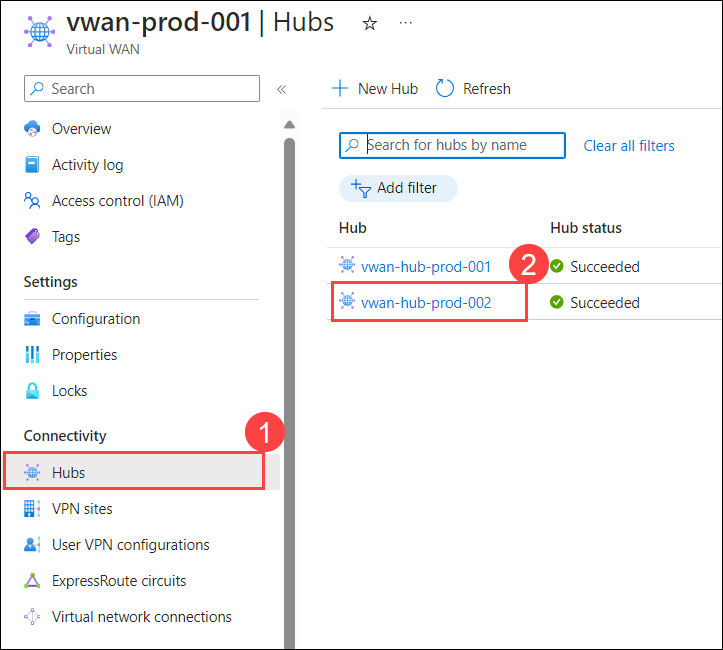 vwan-prod-001 | Hubs
Virtual WAN
Search
Overview
Activity log
Access control (IAM)
Tags
Settings
Configuration
Properties
Locks
Connectivity
1
Hubs
VPN sites
User VPN configurations
ExpressRoute circuits
Virtual network connections
New Hub
Refresh
Search for hubs by name
Clear all filters
Add filter
Hub
Hub status
vwan-hub-prod-001
2
Succeeded
vwan-hub-prod-002
Succeeded